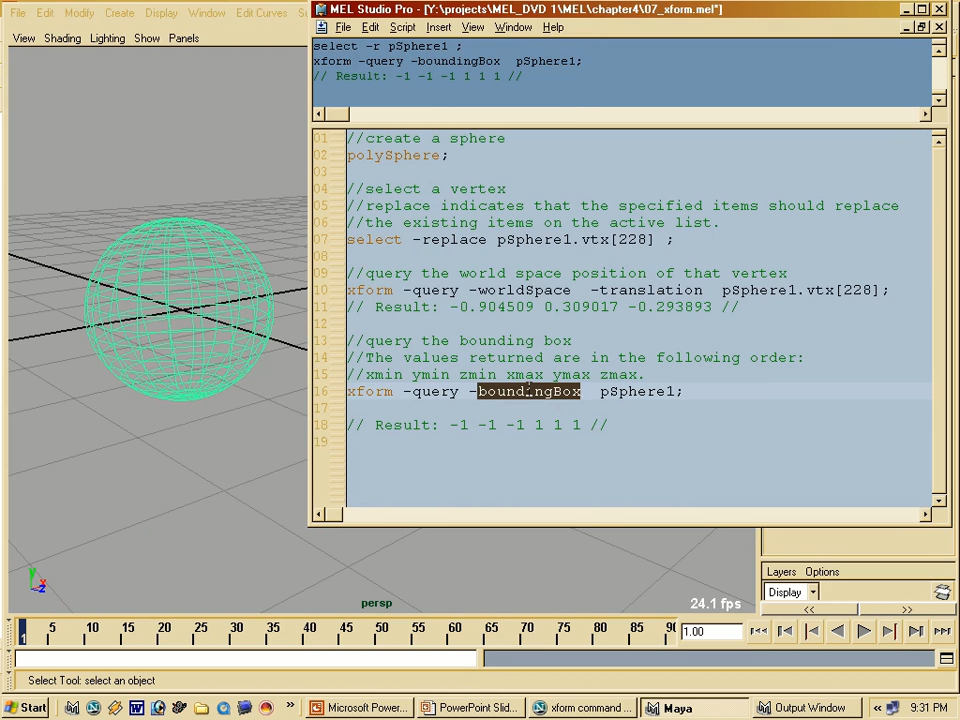 File Edit Modify Create Display Window Edit Curves
MEL Studio Pro - [Y:\projects\MEL_DVD 1\MEL\chapter4\07_xform.mel*]
File Edit Script Insert View Window Help
View Shading Lighting Show Panels
select -r pSphere1 ;
xform -query -boundingBox  pSphere1;
// Result: -1 -1 -1 1 1 1 //
01 //create a sphere
02 polySphere;
03
04 //select a vertex
05 //replace indicates that the specified items should replace
06 //the existing items on the active list.
07 select -replace pSphere1.vtx[228] ;
08
09 //query the world space position of that vertex
10 xform -query -worldSpace  -translation  pSphere1.vtx[228];
11 // Result: -0.904509 0.309017 -0.293893 //
12
13 //query the bounding box
14 //The values returned are in the following order:
15 //xmin ymin zmin xmax ymax zmax.
16 xform -query -boundingBox  pSphere1;
17
18 // Result: -1 -1 -1 1 1 1 //
19
y
z
persp
24.1 fps
Layers Options
Display
<< >>
1 5 10 15 20 25 30 35 40 45 50 55 60 65 70 75 80 85 90
1.00
Select Tool: select an object
Start
» Microsoft Power... PowerPoint Slid... xform command ... Maya Output Window « 9:31 PM